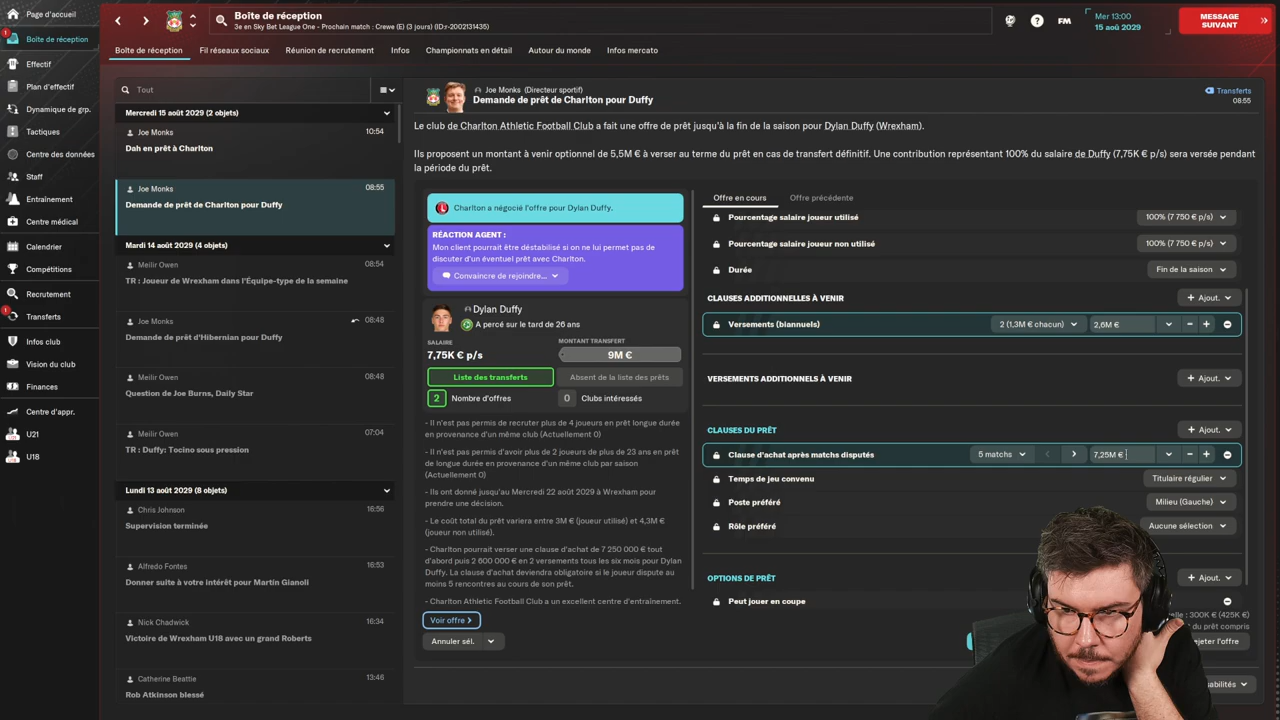 Page d'accueil
Boîte de réception
3e en Sky Bet League One - Prochain match : Crewe (E) (3 jours) (ID:r-2002131435)
FM
Mer 13:00
15 aoû 2029
MESSAGE
SUIVANT
1
Boîte de réception
Effectif
Plan d'effectif
Dynamique de grp.
Tactiques
Centre des données
Staff
Entraînement
Centre médical
Calendrier
Compétitions
Recrutement
1
Transferts
Infos club
Vision du club
Finances
Centre d'appr.
U21
U18
Boîte de réception
Fil réseaux sociaux
Réunion de recrutement
Infos
Championnats en détail
Autour du monde
Infos mercato
Tout
Mercredi 15 août 2029 (2 objets)
Joe Monks
10:54
Dah en prêt à Charlton
Joe Monks
08:55
Demande de prêt de Charlton pour Duffy
Mardi 14 août 2029 (4 objets)
Meilir Owen
08:54
TR : Joueur de Wrexham dans l'Équipe-type de la semaine
Joe Monks
08:48
Demande de prêt d'Hibernian pour Duffy
Meilir Owen
08:48
Question de Joe Burns, Daily Star
Meilir Owen
07:04
TR : Duffy: Tocino sous pression
Lundi 13 août 2029 (8 objets)
Chris Johnson
16:56
Supervision terminée
Alfredo Fontes
16:53
Donner suite à votre intérêt pour Martin Gianoli
Nick Chadwick
16:34
Victoire de Wrexham U18 avec un grand Roberts
Catherine Beattie
13:46
Rob Atkinson blessé
Joe Monks (Directeur sportif)
Demande de prêt de Charlton pour Duffy
Transferts
08:55
Le club de Charlton Athletic Football Club a fait une offre de prêt jusqu'à la fin de la saison pour Dylan Duffy (Wrexham).
Ils proposent un montant à venir optionnel de 5,5M € à verser au terme du prêt en cas de transfert définitif. Une contribution représentant 100% du salaire de Duffy (7,75K € p/s) sera versée pendant
la période du prêt.
Charlton a négocié l'offre pour Dylan Duffy.
RÉACTION AGENT :
Mon client pourrait être déstabilisé si on ne lui permet pas de
discuter d'un éventuel prêt avec Charlton.
Convaincre de rejoindre...
Dylan Duffy
A percé sur le tard de 26 ans
SALAIRE
7,75K € p/s
MONTANT TRANSFERT
9M €
Liste des transferts
Absent de la liste des prêts
2
Nombre d'offres
0
Clubs intéressés
- Il n'est pas permis de recruter plus de 4 joueurs en prêt longue durée
en provenance d'un même club (Actuellement 0)
- Il n'est pas permis d'avoir plus de 2 joueurs de plus de 23 ans en prêt
de longue durée en provenance d'un même club par saison
(Actuellement 0)
- Ils ont donné jusqu'au Mercredi 22 août 2029 à Wrexham pour
prendre une décision.
- Le coût total du prêt variera entre 3M € (joueur utilisé) et 4,3M €
(joueur non utilisé).
- Charlton pourrait verser une clause d'achat de 7 250 000 € tout
d'abord puis 2 600 000 € en 2 versements tous les six mois pour Dylan
Duffy. La clause d'achat deviendra obligatoire si le joueur dispute au
moins 5 rencontres au cours de son prêt.
- Charlton Athletic Football Club a un excellent centre d'entraînement.
Voir offre
Annuler sél.
Offre en cours
Offre précédente
Pourcentage salaire joueur utilisé
100% (7 750 € p/s)
Pourcentage salaire joueur non utilisé
100% (7 750 € p/s)
Durée
Fin de la saison
CLAUSES ADDITIONNELLES À VENIR
+ Ajout.
Versements (biannuels)
2 (1,3M € chacun)
2,6M €
VERSEMENTS ADDITIONNELS À VENIR
+ Ajout.
CLAUSES DU PRÊT
+ Ajout.
Clause d'achat après matchs disputés
5 matchs
7,25M €
Temps de jeu convenu
Titulaire régulier
Poste préféré
Milieu (Gauche)
Rôle préféré
Aucune sélection
OPTIONS DE PRÊT
+ Ajout.
Peut jouer en coupe
elle : 300K € (425K €)
du prêt compris
ejeter l'offre
sabilités